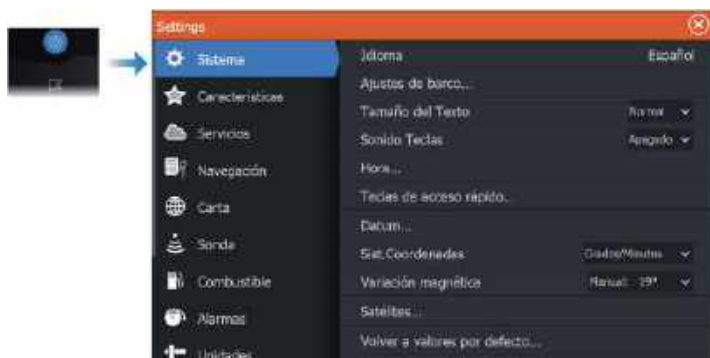 Settings
Sistema
Características
Servicios
Navegación
Carta
Sonda
Combustible
Alarmas
Unidades
Idioma Español
Ajustes de barco...
Tamaño del Texto Normal
Sonido Teclas Apagado
Hora...
Teclas de acceso rápido...
Datum...
Sist.Coordenadas Grados/Minutos
Variación magnética Manual: 19°
Satélites...
Volver a valores por defecto...